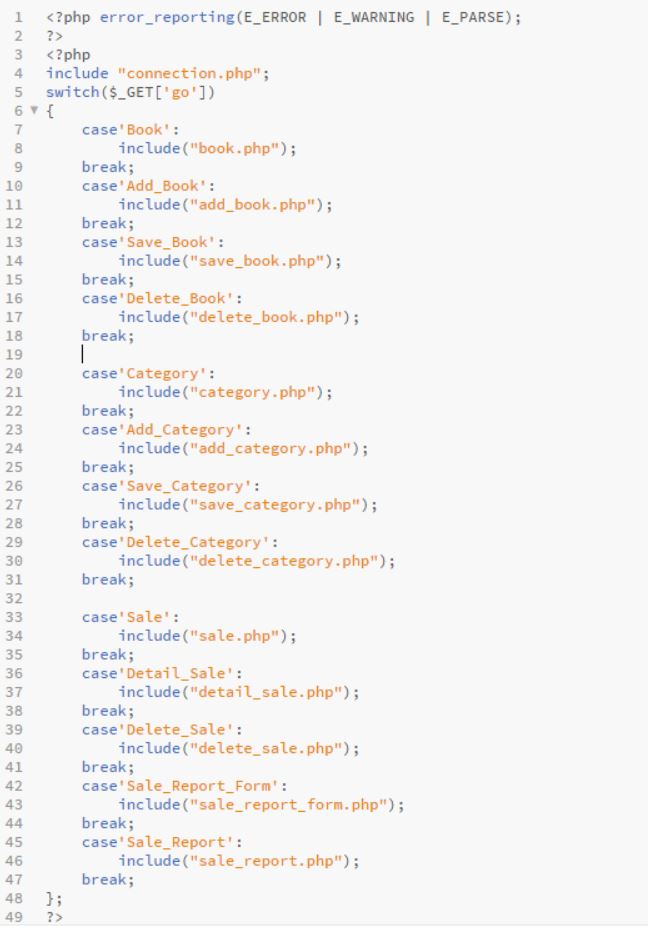 1 <?php error_reporting(E_ERROR | E_WARNING | E_PARSE);
2 ?>
3 <?php
4 include "connection.php";
5 switch($_GET['go'])
6 {
7     case'Book':
8         include("book.php");
9     break;
10     case'Add_Book':
11         include("add_book.php");
12     break;
13     case'Save_Book':
14         include("save_book.php");
15     break;
16     case'Delete_Book':
17         include("delete_book.php");
18     break;
19
20     case'Category':
21         include("category.php");
22     break;
23     case'Add_Category':
24         include("add_category.php");
25     break;
26     case'Save_Category':
27         include("save_category.php");
28     break;
29     case'Delete_Category':
30         include("delete_category.php");
31     break;
32
33     case'Sale':
34         include("sale.php");
35     break;
36     case'Detail_Sale':
37         include("detail_sale.php");
38     break;
39     case'Delete_Sale':
40         include("delete_sale.php");
41     break;
42     case'Sale_Report_Form':
43         include("sale_report_form.php");
44     break;
45     case'Sale_Report':
46         include("sale_report.php");
47     break;
48 };
49 ?>